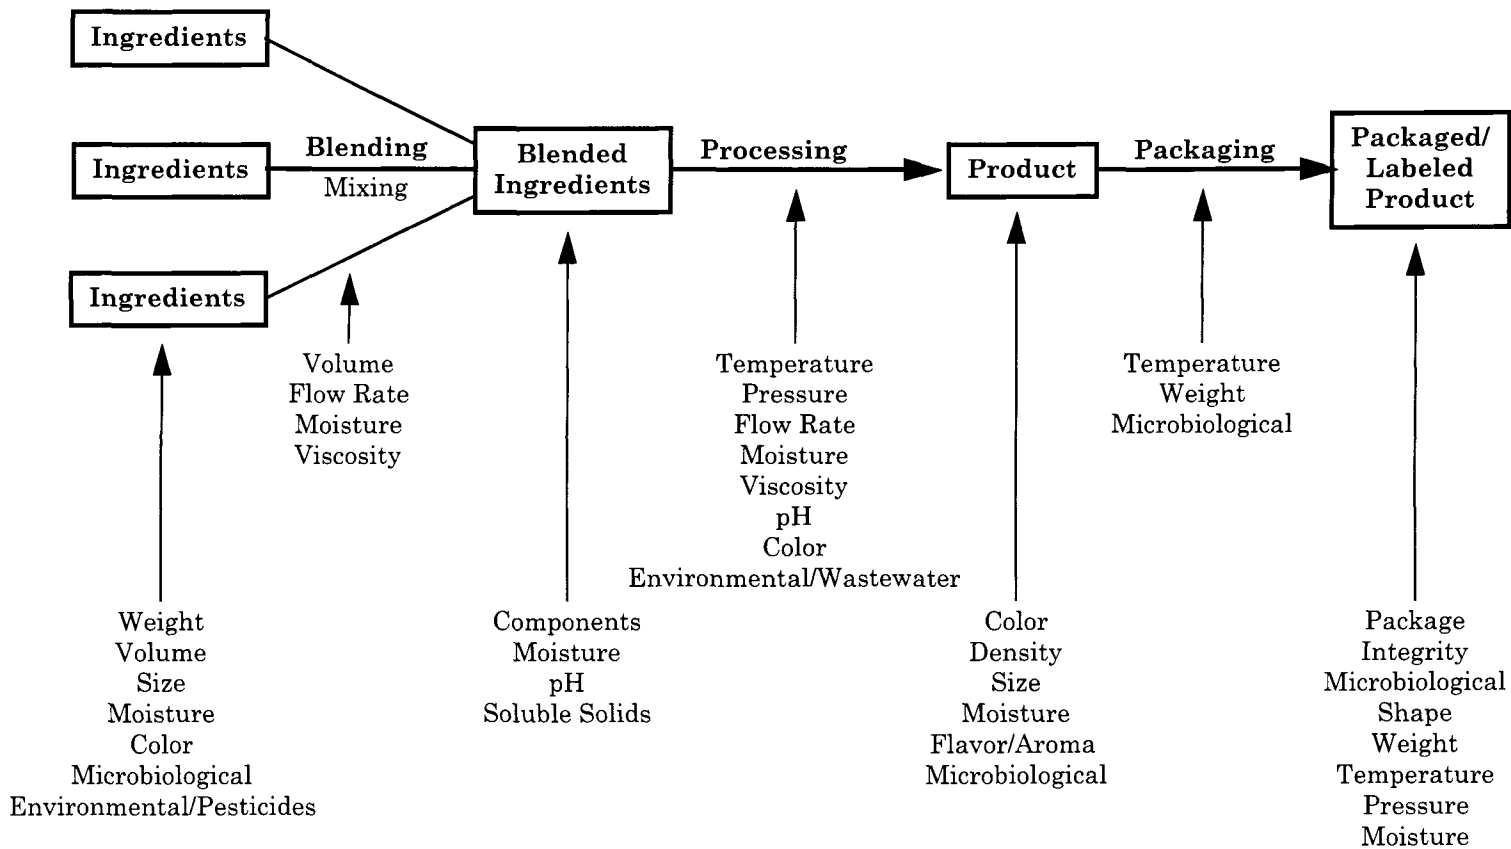 Ingredients
Ingredients
Ingredients
Blending
Mixing
Blended
Ingredients
Processing
Product
Packaging
Packaged/
Labeled
Product
Weight
Volume
Size
Moisture
Color
Microbiological
Environmental/Pesticides
Volume
Flow Rate
Moisture
Viscosity
Components
Moisture
pH
Soluble Solids
Temperature
Pressure
Flow Rate
Moisture
Viscosity
pH
Color
Environmental/Wastewater
Color
Density
Size
Moisture
Flavor/Aroma
Microbiological
Temperature
Weight
Microbiological
Package
Integrity
Microbiological
Shape
Weight
Temperature
Pressure
Moisture